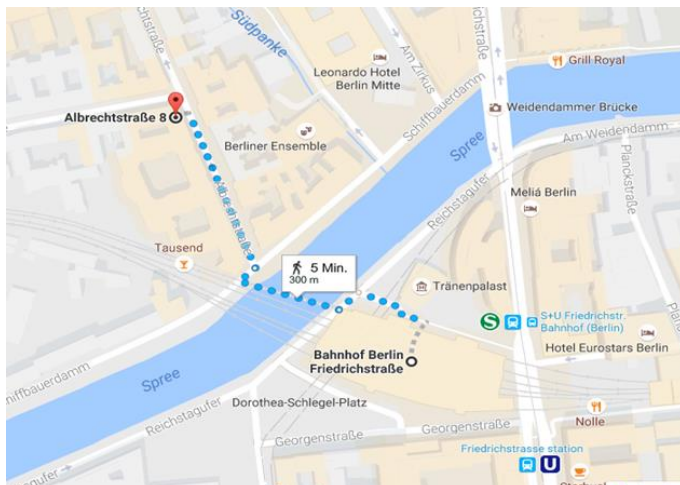 Südpanke
Am Zirkus
Grill Royal
Leonardo Hotel
Berlin Mitte
Schiffbauerdamm
Weidendammer Brücke
Albrechtstraße 8
Berliner Ensemble
Spree
Am Weidendamm
Reichstagufer
Planckstraße
Meliá Berlin
Tausend
5 Min.
300 m
Tränenpalast
S
S+U Friedrichstr.
Bahnhof (Berlin)
Bahnhof Berlin
Friedrichstraße
Hotel Eurostars Berlin
Spree
Dorothea-Schlegel-Platz
Reichstagufer
Nolle
Georgenstraße
Georgenstraße
Friedrichstrasse station
U